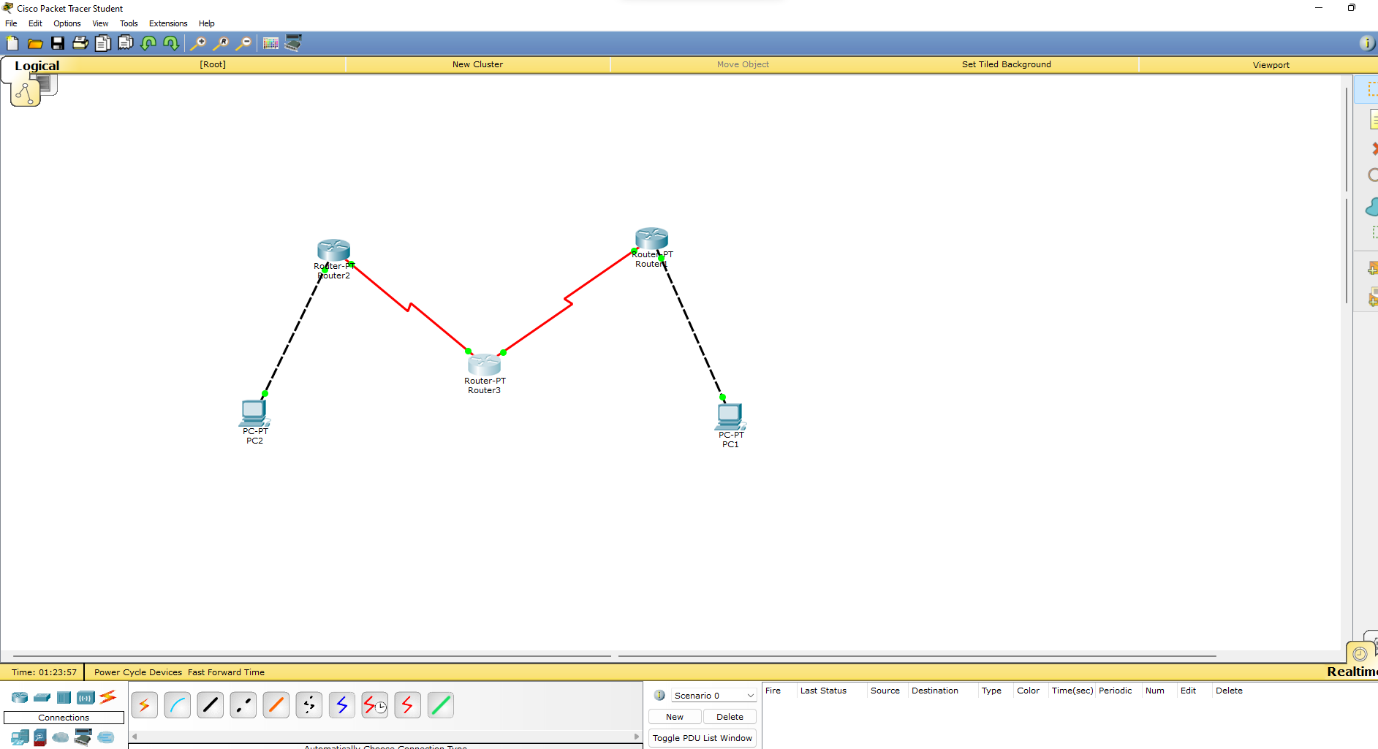 Cisco Packet Tracer Student
File Edit Options View Tools Extensions Help
Logical [Root] New Cluster Move Object Set Tiled Background Viewport
Router-PT
Router2
Router-PT
Router1
Router-PT
Router3
PC-PT
PC2
PC-PT
PC1
Time: 01:23:57 Power Cycle Devices Fast Forward Time
Realtime
Connections
Automatically Choose Connection Type
Scenario 0
New Delete
Toggle PDU List Window
Fire Last Status Source Destination Type Color Time(sec) Periodic Num Edit Delete